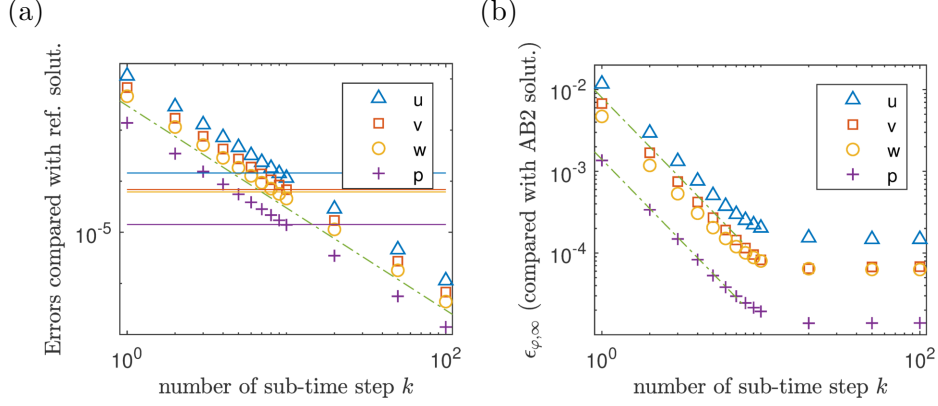 (a)
Errors compared with ref. solut.
10^-5
10^0
10^2
number of sub-time step k
u
v
w
p
(b)
ϵ_φ,∞ (compared with AB2 solut.)
10^-2
10^-3
10^-4
10^0
10^2
number of sub-time step k
u
v
w
p